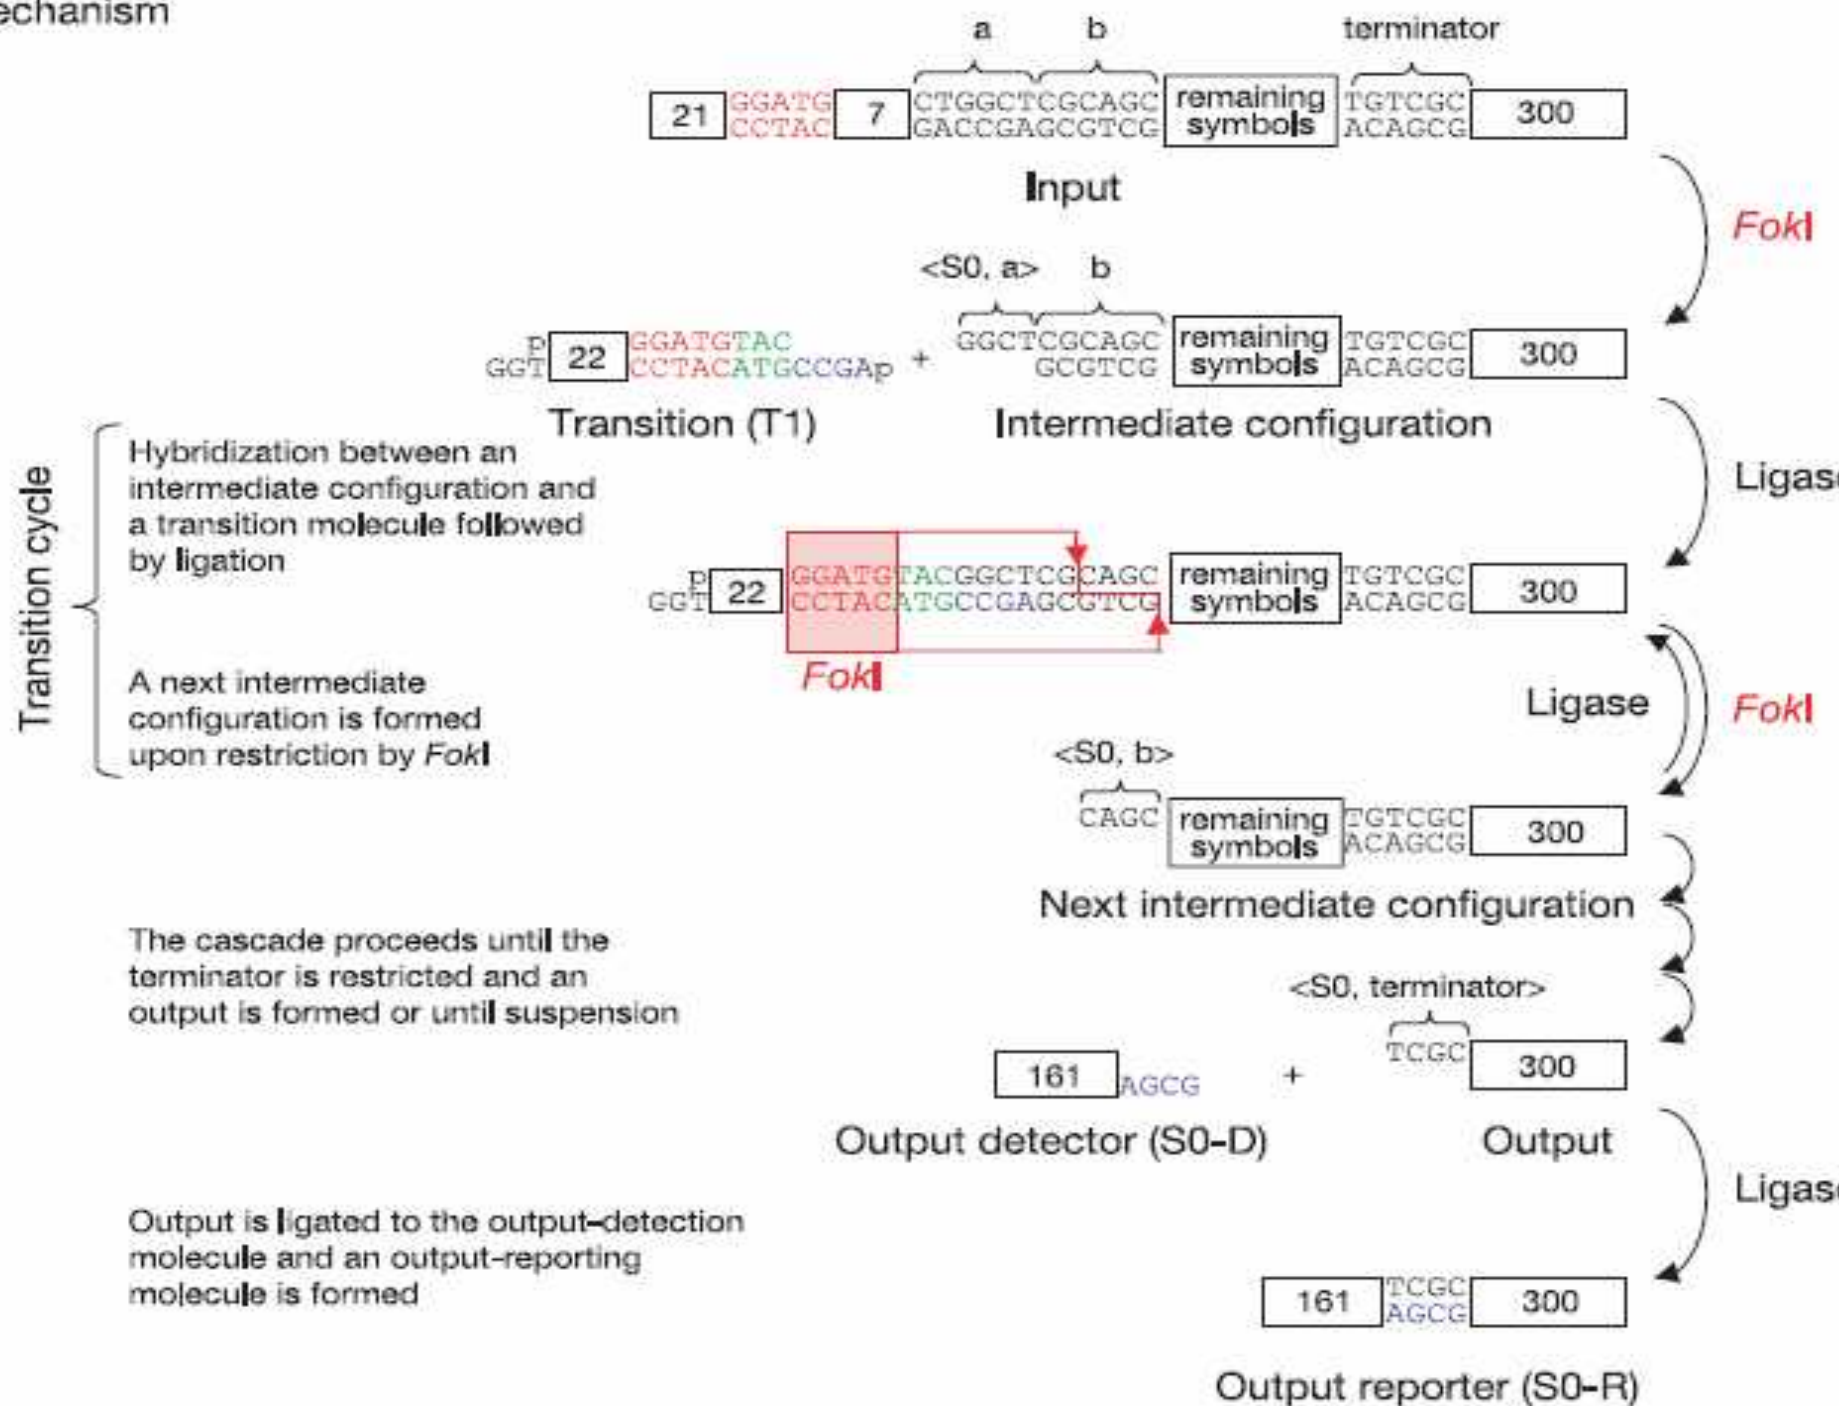 echanism
a b terminator
21 GGATG 7 CTGGCTCGCAGC remaining TGTCGC 300
CCTAC GACCGAGCGTCG symbols ACAGCG
Input
FokI
<S0, a> b
p 22 GGATGTAC + GGCTCGCAGC remaining TGTCGC 300
GGT CCTACATGCCGAp GCGTCG symbols ACAGCG
Transition (T1) Intermediate configuration
Transition cycle
Hybridization between an
intermediate configuration and
a transition molecule followed
by ligation
Ligase
p 22 GGATGTACGGCTCGCAGC remaining TGTCGC 300
GGT CCTACATGCCGAGCGTCG symbols ACAGCG
FokI
A next intermediate
configuration is formed
upon restriction by FokI
Ligase FokI
<S0, b>
CAGC remaining TGTCGC 300
symbols ACAGCG
Next intermediate configuration
The cascade proceeds until the
terminator is restricted and an
output is formed or until suspension
<S0, terminator>
161 AGCG + TCGC 300
Output detector (S0-D) Output
Ligase
Output is ligated to the output-detection
molecule and an output-reporting
molecule is formed
161 TCGC 300
AGCG
Output reporter (S0-R)